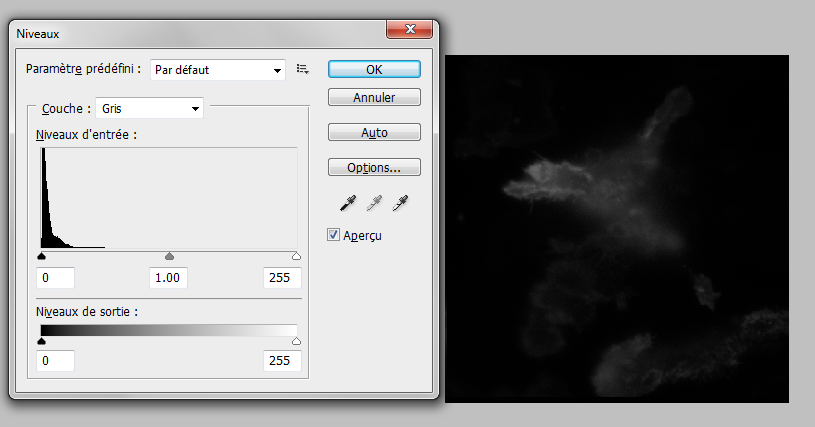 Niveaux
Paramètre prédéfini : Par défaut
OK
Annuler
Couche : Gris
Auto
Niveaux d'entrée :
Options...
Aperçu
0 1.00 255
Niveaux de sortie :
0 255